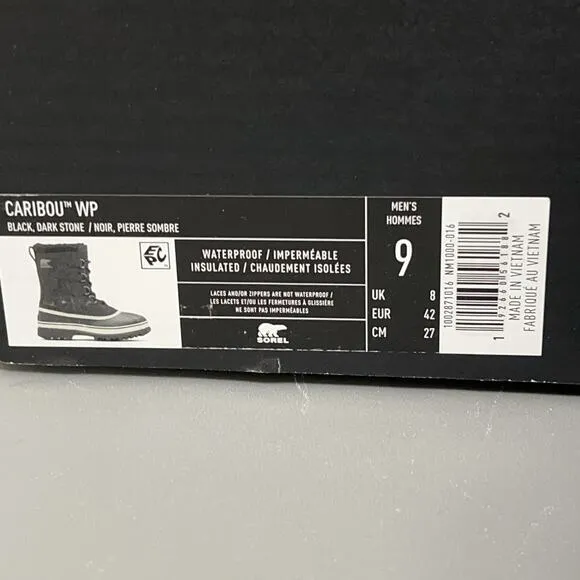 CARIBOU™ WP
BLACK, DARK STONE / NOIR, PIERRE SOMBRE
WATERPROOF / IMPERMÉABLE
INSULATED / CHAUDEMENT ISOLÉES
LACES AND/OR ZIPPERS ARE NOT WATERPROOF /
LES LACETS ET/OU LES FERMETURES À GLISSIÈRE
NE SONT PAS IMPERMÉABLES
SOREL
MEN'S
HOMMES
9
UK 8
EUR 42
CM 27
1002871016 NM1000-016
MADE IN VIETNAM
FABRIQUÉ AU VIETNAM